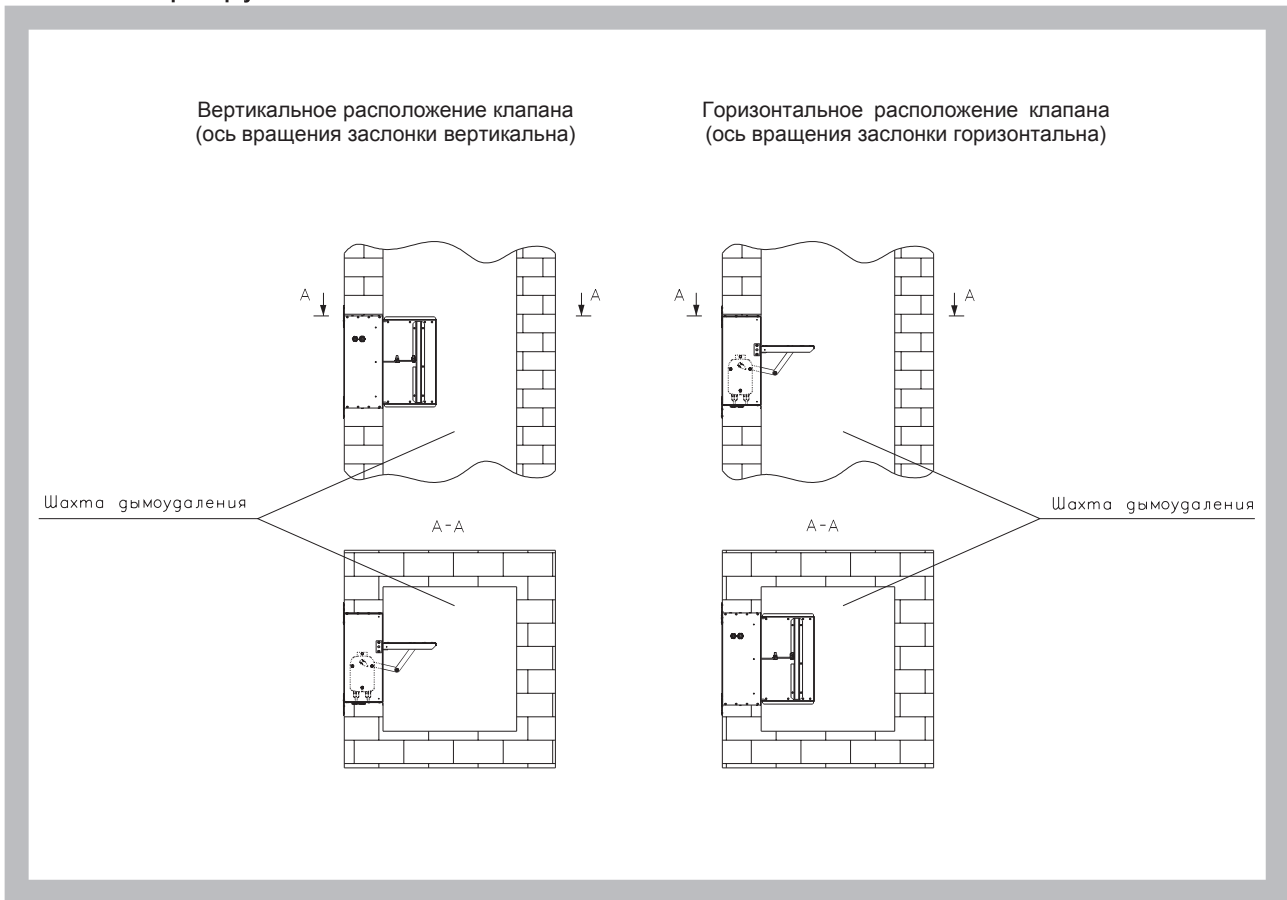 Вертикальное расположение клапана
(ось вращения заслонки вертикальна)
Горизонтальное расположение клапана
(ось вращения заслонки горизонтальна)
А А
А А
Шахта дымоудаления
Шахта дымоудаления
А-А
А-А